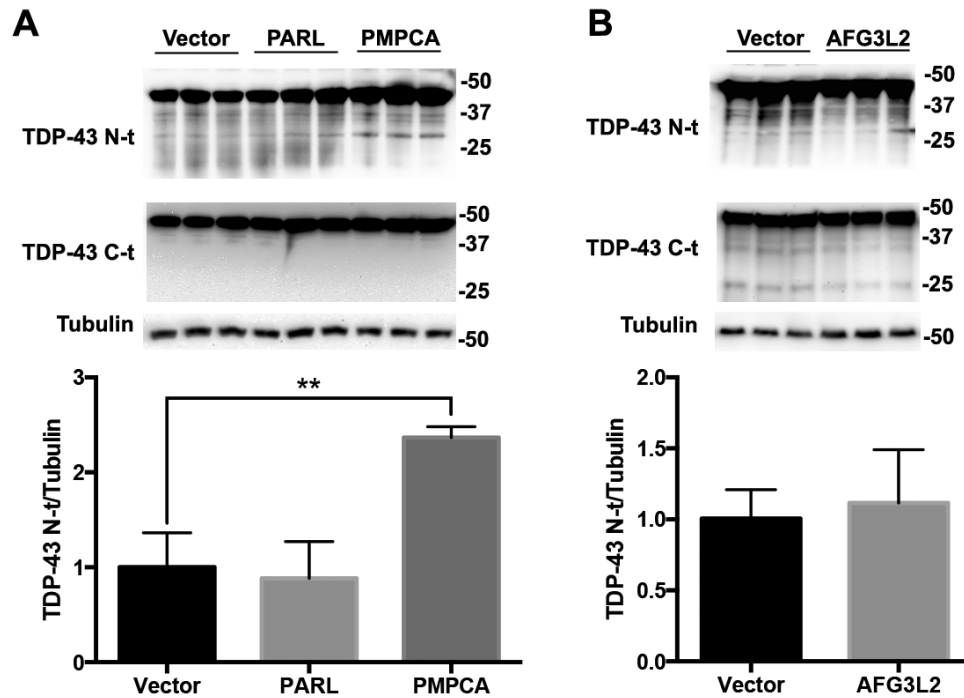 A
Vector PARL PMPCA
-50
-37
TDP-43 N-t
-25
-50
TDP-43 C-t
-37
-25
Tubulin
-50
3
**
2
1
0
TDP-43 N-t/Tubulin
Vector PARL PMPCA
B
Vector AFG3L2
-50
-37
TDP-43 N-t
-25
-50
TDP-43 C-t
-37
-25
Tubulin
-50
2.0
1.5
1.0
0.5
0.0
TDP-43 N-t/Tubulin
Vector AFG3L2